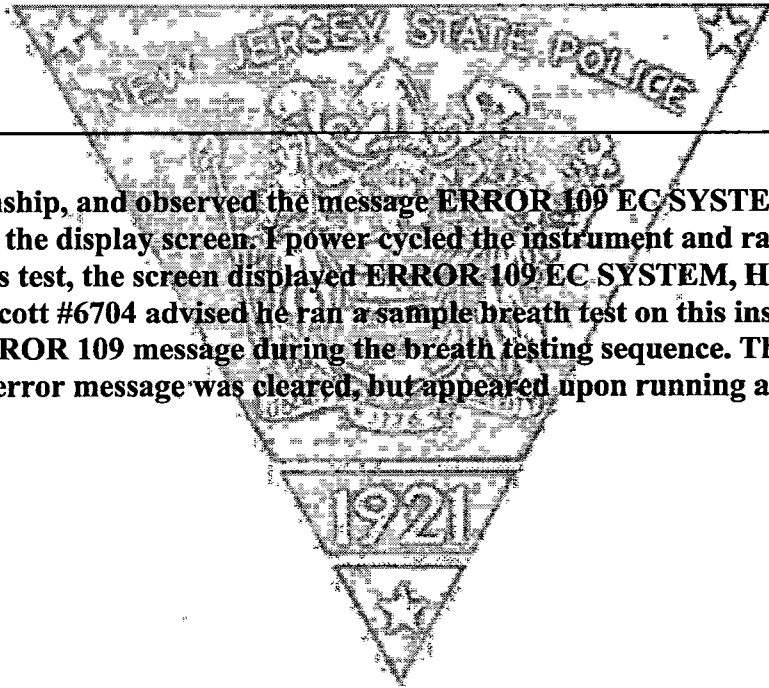 NEW JERSEY STATE POLICE
nship, and observed the message ERROR 109 EC SYSTE
the display screen. I power cycled the instrument and ra
s test, the screen displayed ERROR 109 EC SYSTEM, H
cott #6704 advised he ran a sample breath test on this ins
ROR 109 message during the breath testing sequence. Th
error message was cleared, but appeared upon running a
1921